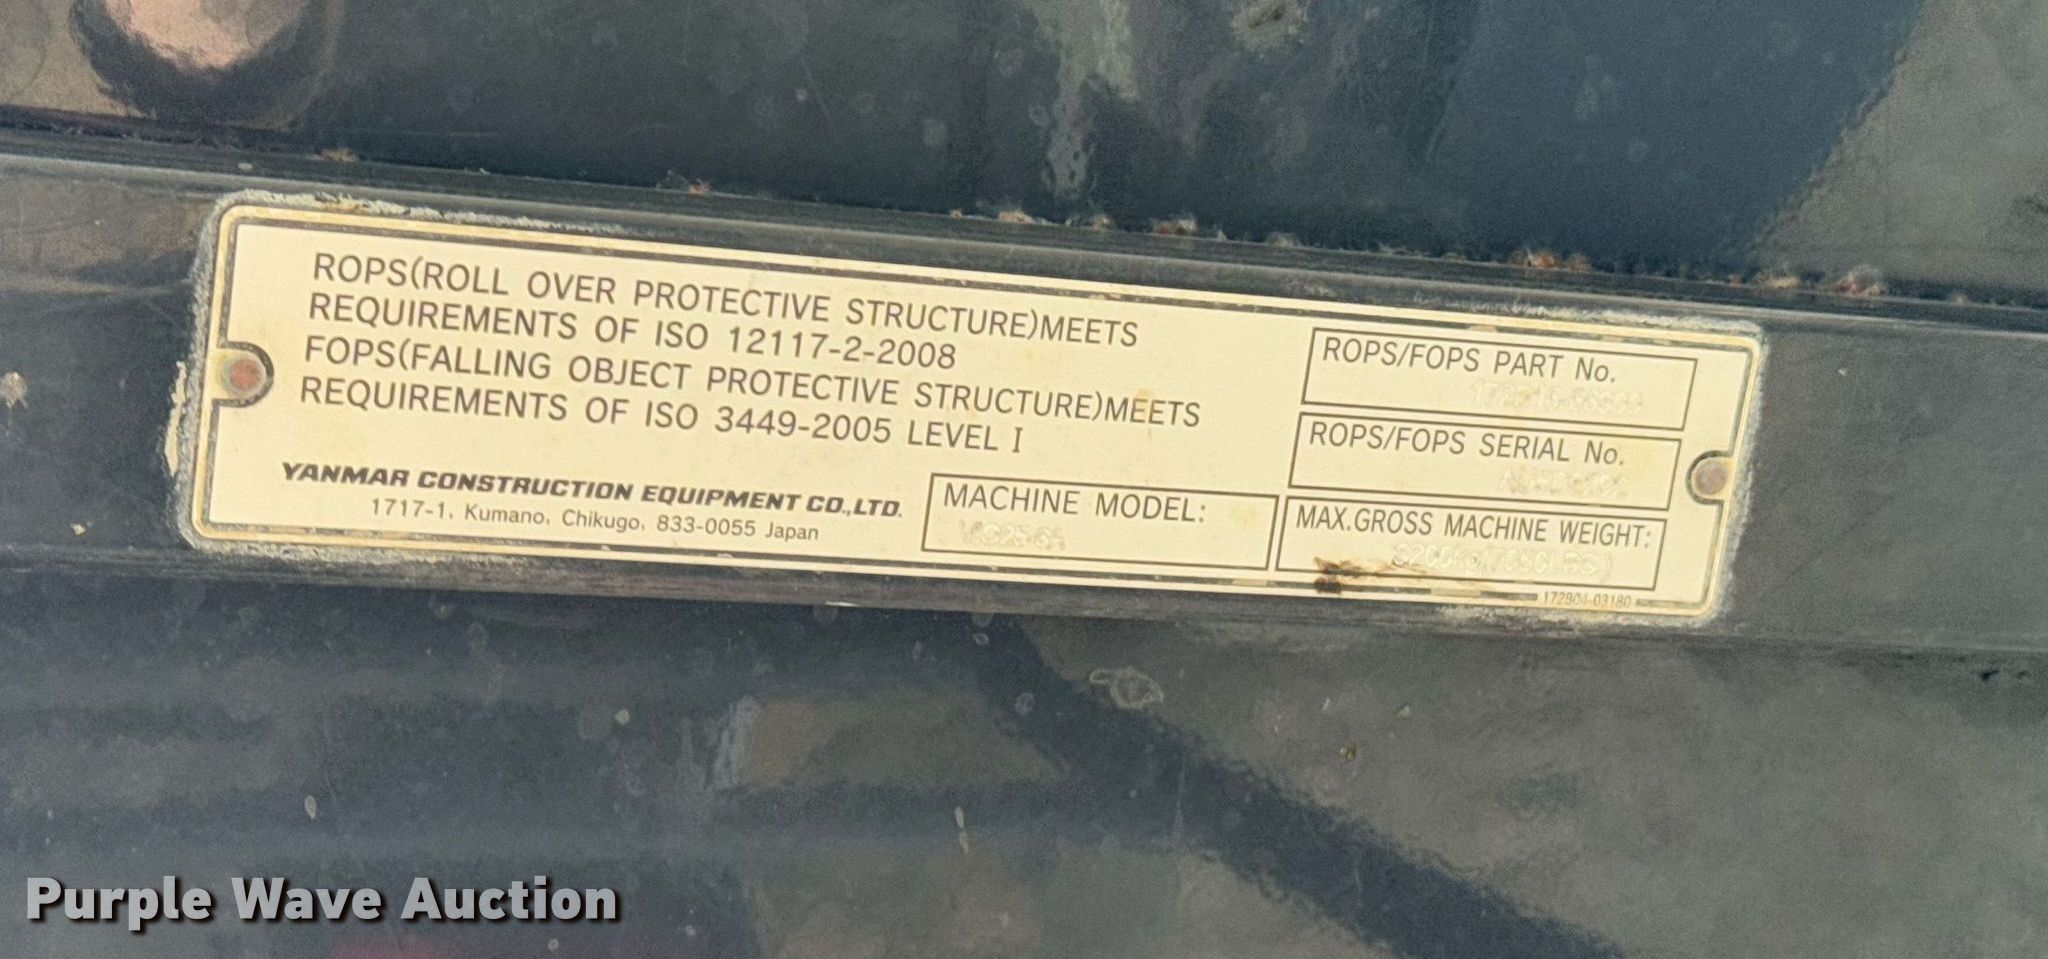 ROPS(ROLL OVER PROTECTIVE STRUCTURE)MEETS
REQUIREMENTS OF ISO 12117-2-2008
FOPS(FALLING OBJECT PROTECTIVE STRUCTURE)MEETS
REQUIREMENTS OF ISO 3449-2005 LEVEL I
YANMAR CONSTRUCTION EQUIPMENT CO.,LTD.
1717-1, Kumano, Chikugo, 833-0055 Japan
MACHINE MODEL:
ROPS/FOPS PART No.
ROPS/FOPS SERIAL No.
MAX.GROSS MACHINE WEIGHT:
172904-03180
Purple Wave Auction